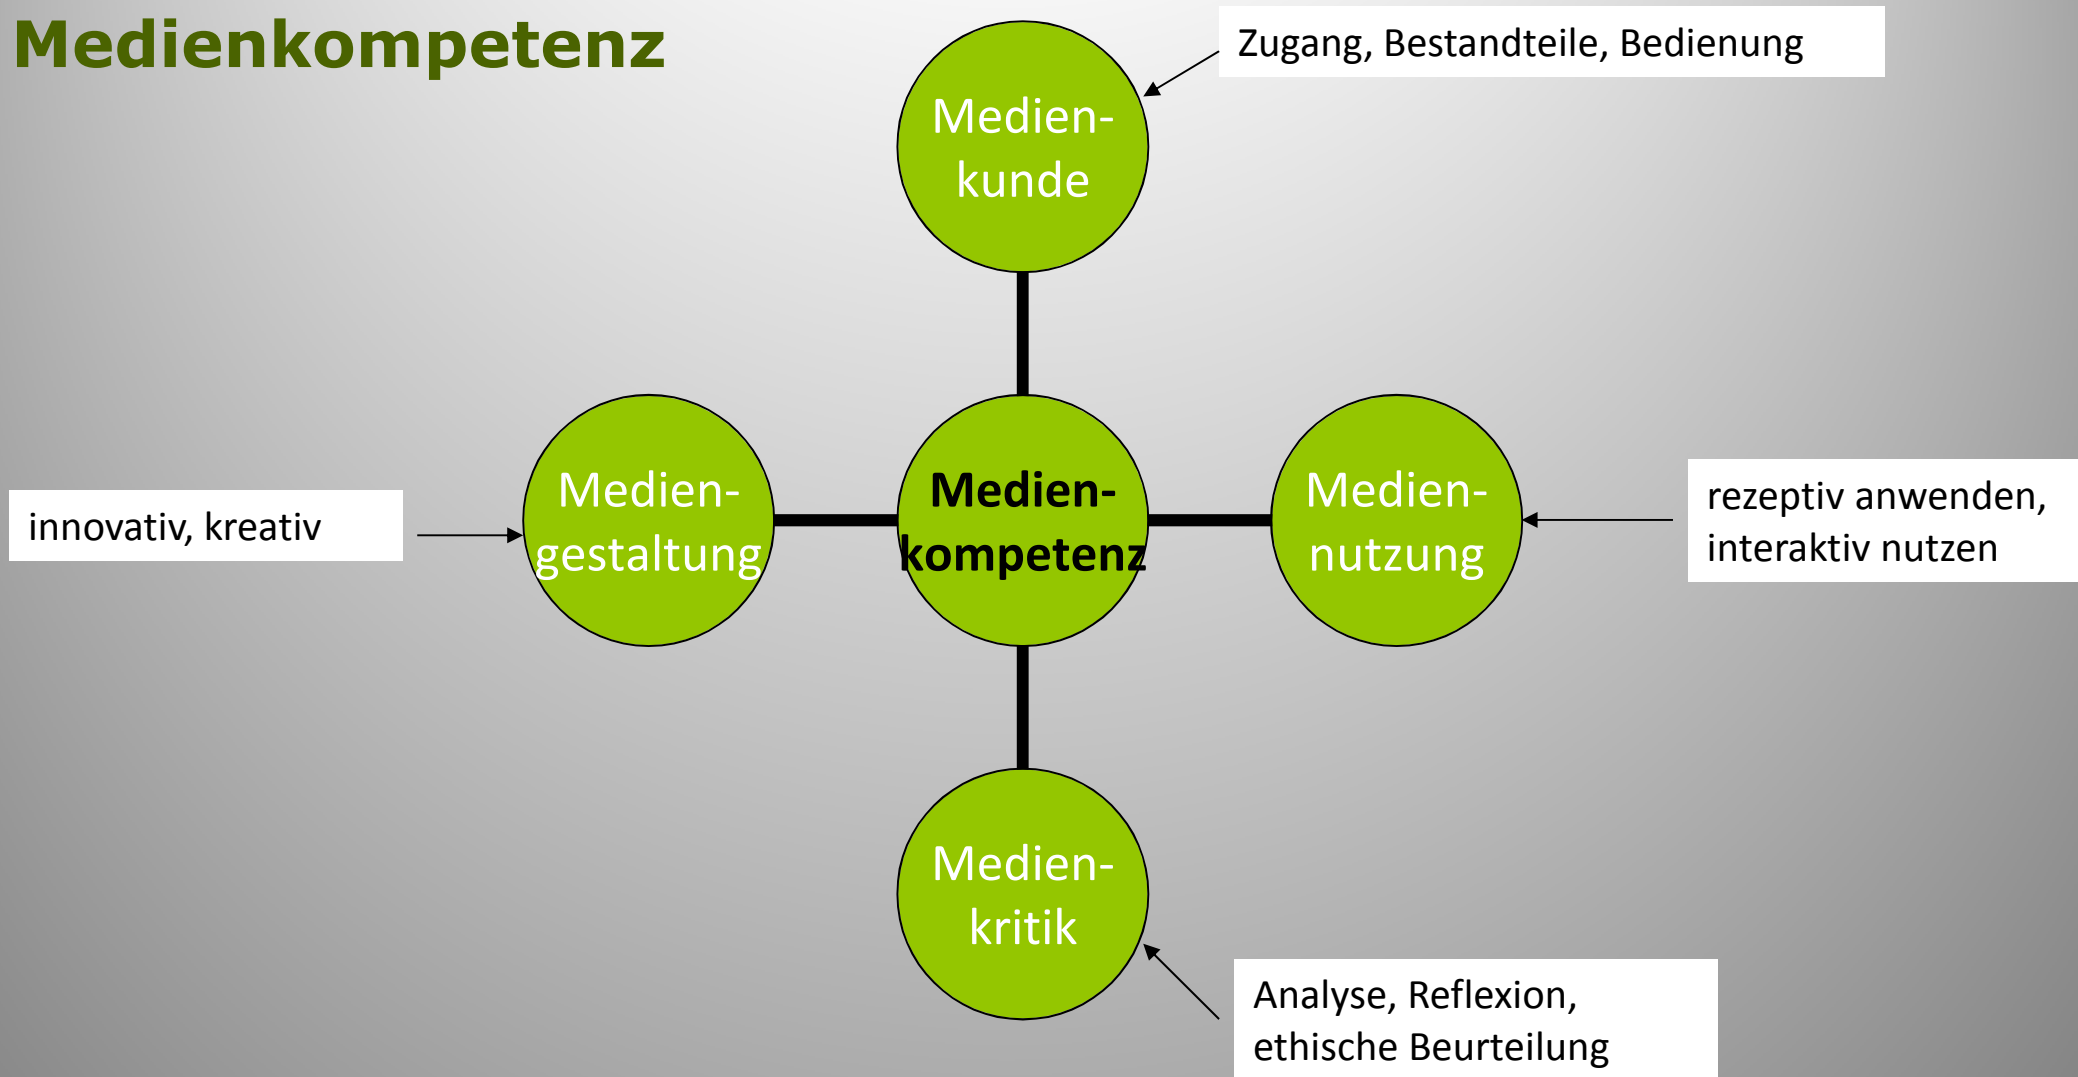 Medienkompetenz
Zugang, Bestandteile, Bedienung
Medien-
kunde
innovativ, kreativ
Medien-
gestaltung
Medien-
kompetenz
Medien-
nutzung
rezeptiv anwenden,
interaktiv nutzen
Medien-
kritik
Analyse, Reflexion,
ethische Beurteilung